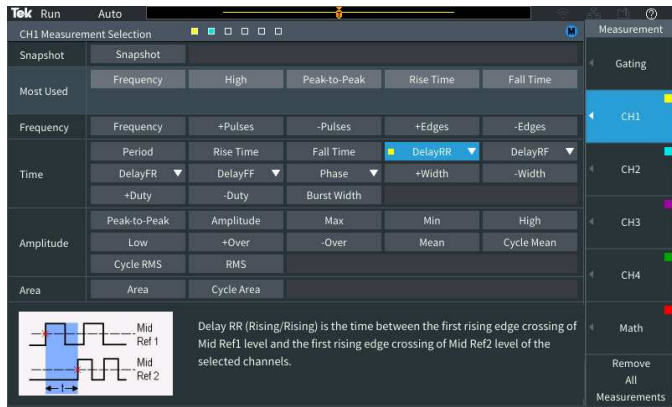 Tek Run Auto
CH1 Measurement Selection
M
Measurement
Snapshot
Snapshot
Gating
Most Used
Frequency High Peak-to-Peak Rise Time Fall Time
CH1
Frequency
Frequency +Pulses -Pulses +Edges -Edges
Time
Period Rise Time Fall Time DelayRR DelayRF
DelayFR DelayFF Phase +Width -Width
+Duty -Duty Burst Width
CH2
Amplitude
Peak-to-Peak Amplitude Max Min High
Low +Over -Over Mean Cycle Mean
Cycle RMS RMS
CH3
CH4
Area
Area Cycle Area
Mid
Ref 1
Mid
Ref 2
t
Delay RR (Rising/Rising) is the time between the first rising edge crossing of
Mid Ref1 level and the first rising edge crossing of Mid Ref2 level of the
selected channels.
Math
Remove
All
Measurements